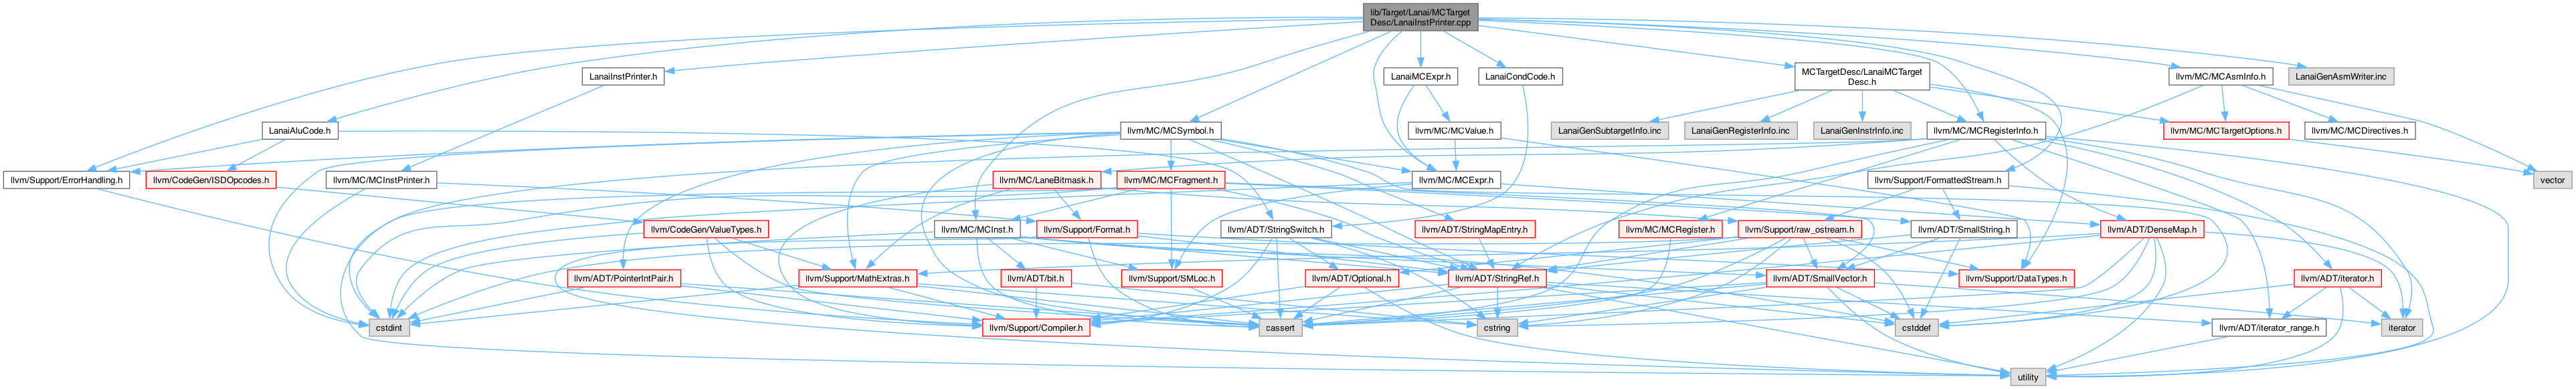 lib/Target/Lanai/MCTarget
Desc/LanaiInstPrinter.cpp
LanaiInstPrinter.h
LanaiMCExpr.h
LanaiCondCode.h
MCTargetDesc/LanaiMCTarget
Desc.h
llvm/MC/MCAsmInfo.h
LanaiGenAsmWriter.inc
LanaiAluCode.h
llvm/MC/MCSymbol.h
llvm/MC/MCValue.h
LanaiGenSubtargetInfo.inc
LanaiGenRegisterInfo.inc
LanaiGenInstrInfo.inc
llvm/MC/MCRegisterInfo.h
llvm/MC/MCTargetOptions.h
llvm/MC/MCDirectives.h
llvm/Support/ErrorHandling.h
llvm/CodeGen/ISDOpcodes.h
llvm/MC/MCInstPrinter.h
llvm/MC/LaneBitmask.h
llvm/MC/MCFragment.h
llvm/MC/MCExpr.h
llvm/Support/FormattedStream.h
vector
llvm/CodeGen/ValueTypes.h
llvm/MC/MCInst.h
llvm/Support/Format.h
llvm/ADT/StringSwitch.h
llvm/ADT/StringMapEntry.h
llvm/MC/MCRegister.h
llvm/Support/raw_ostream.h
llvm/ADT/SmallString.h
llvm/ADT/DenseMap.h
llvm/ADT/PointerIntPair.h
llvm/Support/MathExtras.h
llvm/ADT/bit.h
llvm/Support/SMLoc.h
llvm/ADT/Optional.h
llvm/ADT/StringRef.h
llvm/ADT/SmallVector.h
llvm/Support/DataTypes.h
llvm/ADT/iterator.h
cstdint
llvm/Support/Compiler.h
cassert
cstring
cstddef
llvm/ADT/iterator_range.h
iterator
utility